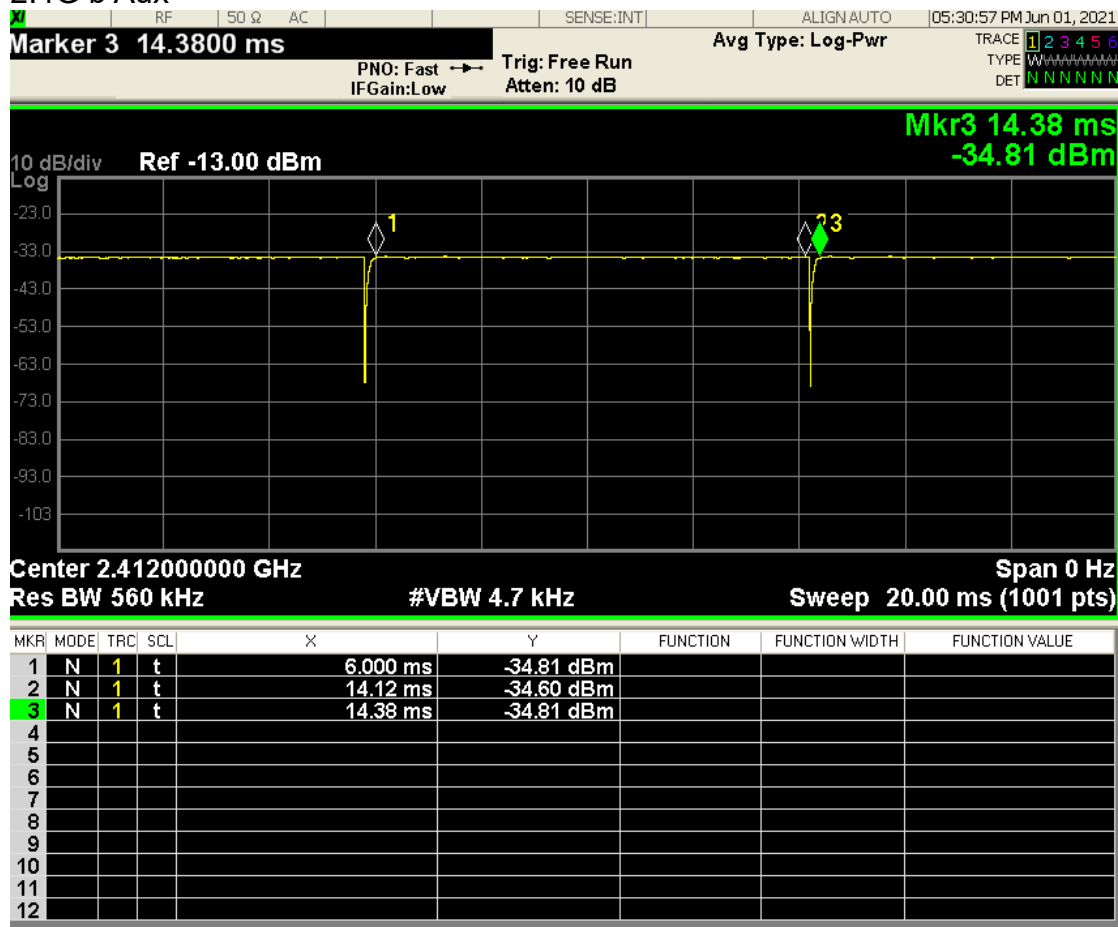 RF 50 Ω AC SENSE:INT ALIGN AUTO 05:30:57 PM Jun 01, 2021
Marker 3 14.3800 ms Avg Type: Log-Pwr TRACE 1 2 3 4 5 6
PNO: Fast Trig: Free Run TYPE WWWWWW
IFGain:Low Atten: 10 dB DET N N N N N N
Mkr3 14.38 ms
10 dB/div Ref -13.00 dBm -34.81 dBm
Log
-23.0
1 3
-33.0
-43.0
-53.0
-63.0
-73.0
-83.0
-93.0
-103
Center 2.412000000 GHz Span 0 Hz
Res BW 560 kHz #VBW 4.7 kHz Sweep 20.00 ms (1001 pts)
MKR MODE TRC SCL X Y FUNCTION FUNCTION WIDTH FUNCTION VALUE
1 N 1 t 6.000 ms -34.81 dBm
2 N 1 t 14.12 ms -34.60 dBm
3 N 1 t 14.38 ms -34.81 dBm
4
5
6
7
8
9
10
11
12